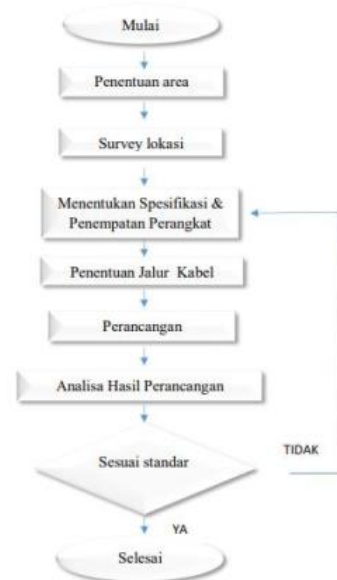 Mulai
Penentuan area
Survey lokasi
Menentukan Spesifikasi &
Penempatan Perangkat
Penentuan Jalur Kabel
Perancangan
Analisa Hasil Perancangan
Sesuai standar
TIDAK
YA
Selesai